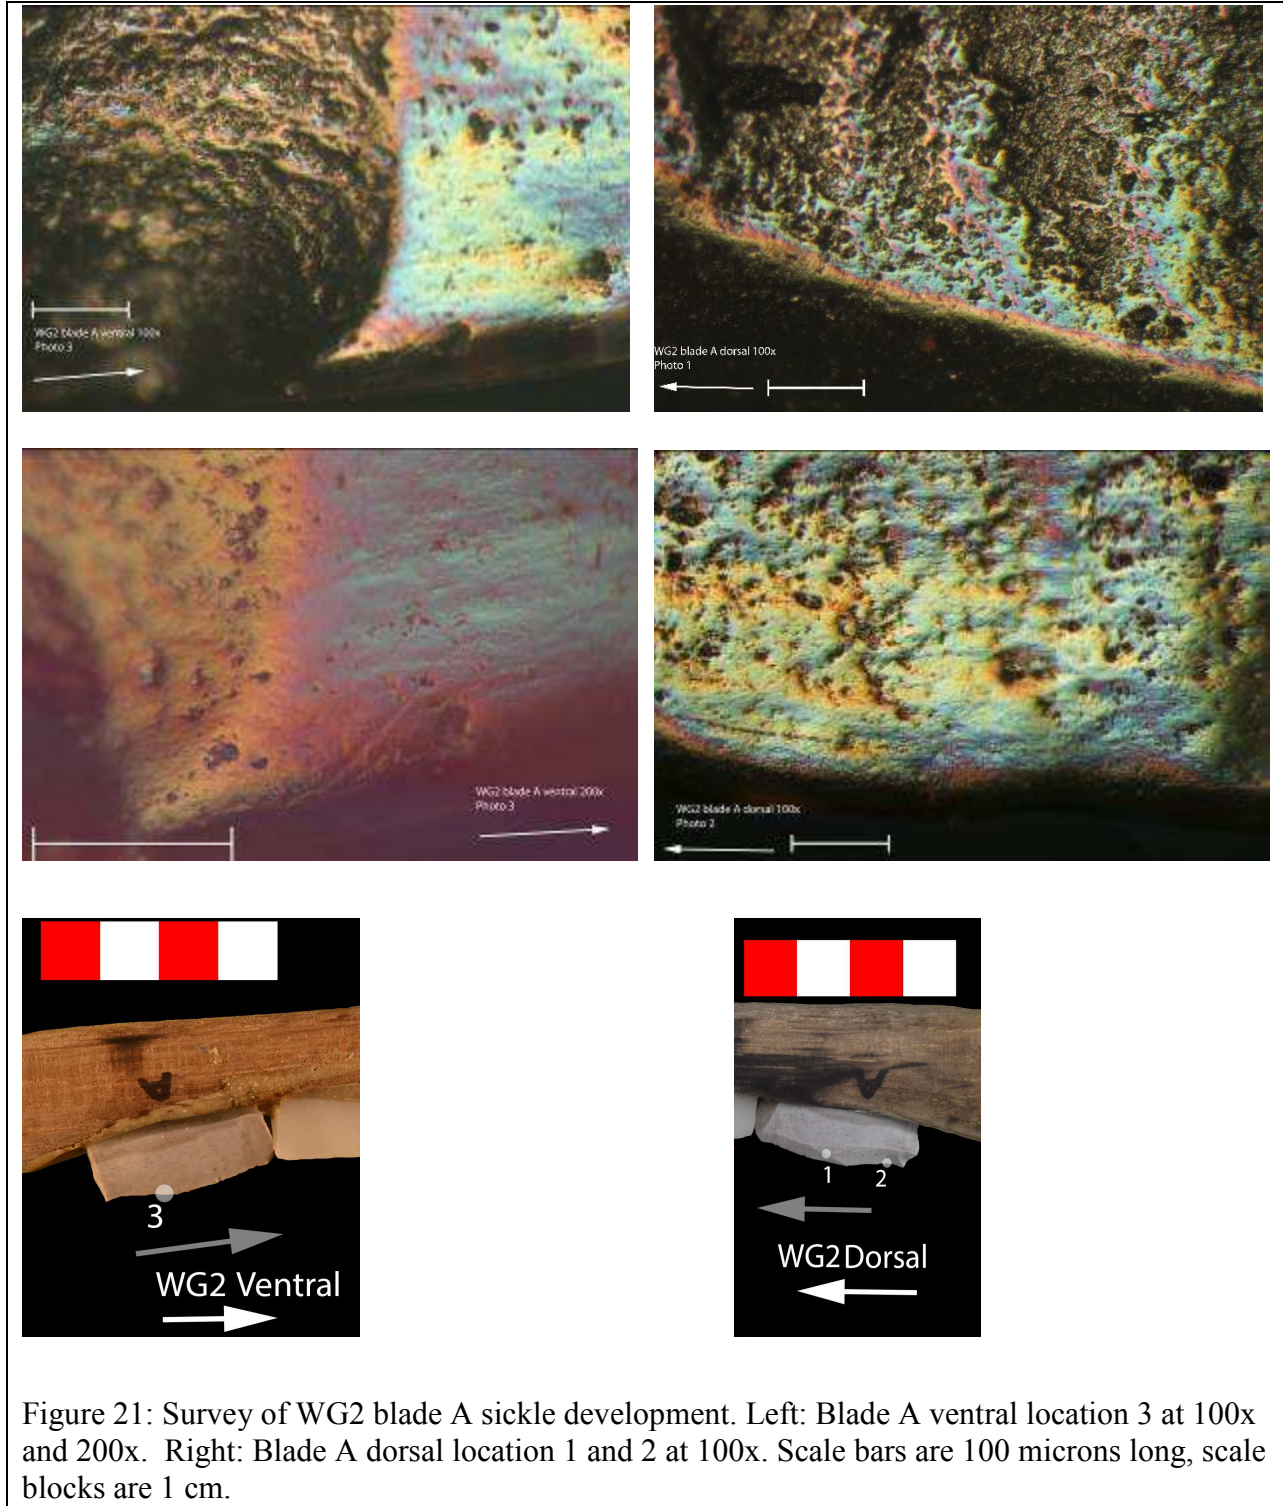 WG2 blade A ventral 100x
Photo 3
WG2 blade A dorsal 100x
Photo 1
WG2 blade A ventral 200x
Photo 3
WG2 blade A dorsal 100x
Photo 2
A
3
WG2 Ventral
A
1
2
WG2 Dorsal
Figure 21: Survey of WG2 blade A sickle development. Left: Blade A ventral location 3 at 100x
and 200x.  Right: Blade A dorsal location 1 and 2 at 100x. Scale bars are 100 microns long, scale
blocks are 1 cm.